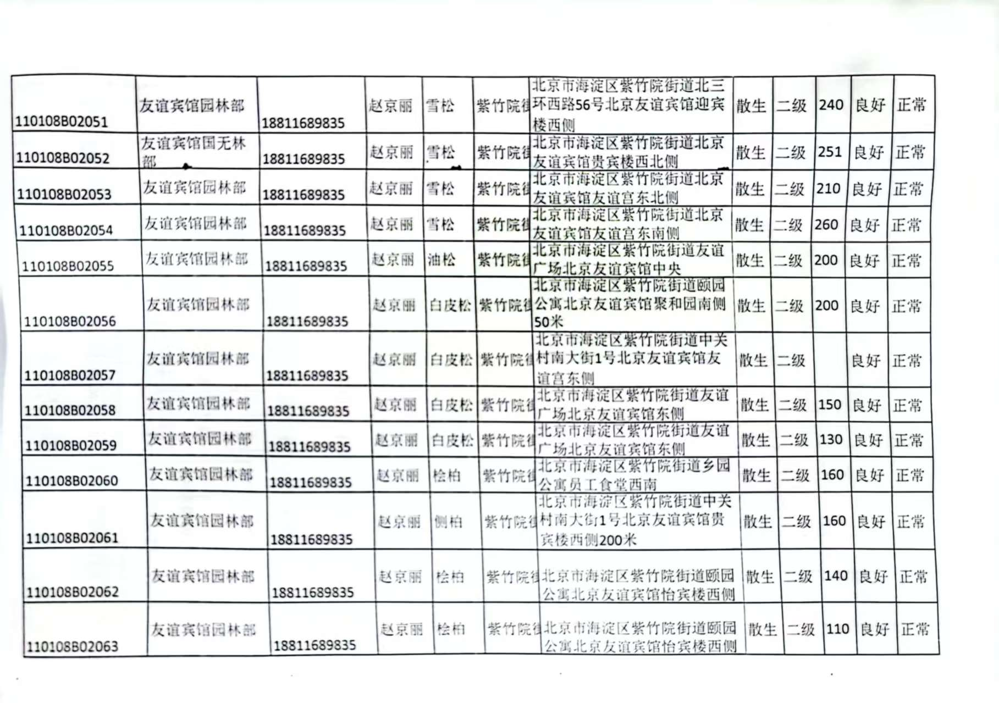 110108B02051 友谊宾馆园林部 18811689835 赵京丽 雪松 紫竹院街 北京市海淀区紫竹院街道北三 散生 二级 240 良好 正常
环西路56号北京友谊宾馆迎宾
楼西侧
110108B02052 友谊宾馆国无林 18811689835 赵京丽 雪松 紫竹院街 北京市海淀区紫竹院街道北京 散生 二级 251 良好 正常
部 友谊宾馆贵宾楼西北侧
110108B02053 友谊宾馆园林部 18811689835 赵京丽 雪松 紫竹院街 北京市海淀区紫竹院街道北京 散生 二级 210 良好 正常
友谊宾馆友谊宫东北侧
110108B02054 友谊宾馆园林部 18811689835 赵京丽 雪松 紫竹院街 北京市海淀区紫竹院街道北京 散生 二级 260 良好 正常
友谊宾馆友谊宫东南侧
110108B02055 友谊宾馆园林部 18811689835 赵京丽 油松 紫竹院街 北京市海淀区紫竹院街道友谊 散生 二级 200 良好 正常
广场北京友谊宾馆中央
110108B02056 友谊宾馆园林部 18811689835 赵京丽 白皮松 紫竹院街 北京市海淀区紫竹院街道颐园 散生 二级 200 良好 正常
公寓北京友谊宾馆聚和园南侧
50米
110108B02057 友谊宾馆园林部 18811689835 赵京丽 白皮松 紫竹院街 北京市海淀区紫竹院街道中关 散生 二级 良好 正常
村南大街1号北京友谊宾馆友
谊宫东侧
110108B02058 友谊宾馆园林部 18811689835 赵京丽 白皮松 紫竹院街 北京市海淀区紫竹院街道友谊 散生 二级 150 良好 正常
广场北京友谊宾馆东侧
110108B02059 友谊宾馆园林部 18811689835 赵京丽 白皮松 紫竹院街 北京市海淀区紫竹院街道友谊 散生 二级 130 良好 正常
广场北京友谊宾馆东侧
110108B02060 友谊宾馆园林部 18811689835 赵京丽 桧柏 紫竹院街 北京市海淀区紫竹院街道乡园 散生 二级 160 良好 正常
公寓员工食堂西南
110108B02061 友谊宾馆园林部 18811689835 赵京丽 侧柏 紫竹院街 北京市海淀区紫竹院街道中关 散生 二级 160 良好 正常
村南大街1号北京友谊宾馆贵
宾楼西侧200米
110108B02062 友谊宾馆园林部 18811689835 赵京丽 桧柏 紫竹院街 北京市海淀区紫竹院街道颐园 散生 二级 140 良好 正常
公寓北京友谊宾馆怡宾楼西侧
110108B02063 友谊宾馆园林部 18811689835 赵京丽 桧柏 紫竹院街 北京市海淀区紫竹院街道颐园 散生 二级 110 良好 正常
公寓北京友谊宾馆怡宾楼西侧